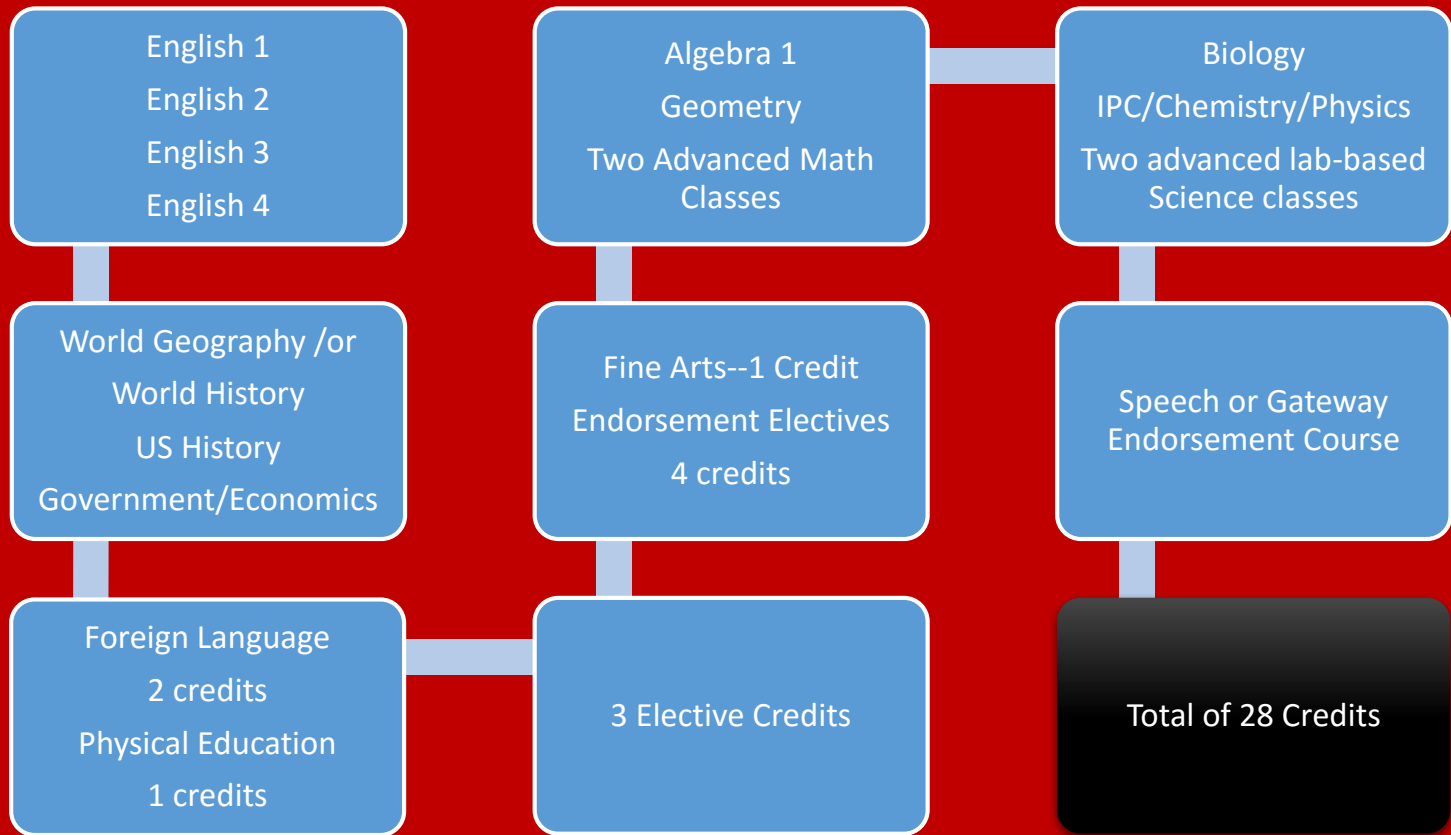 English 1
English 2
English 3
English 4
World Geography /or
World History
US History
Government/Economics
Foreign Language
2 credits
Physical Education
1 credits
3 Elective Credits
Fine Arts--1 Credit
Endorsement Electives
4 credits
Algebra 1
Geometry
Two Advanced Math
Classes
Biology
IPC/Chemistry/Physics
Two advanced lab-based
Science classes
Speech or Gateway
Endorsement Course
Total of 28 Credits